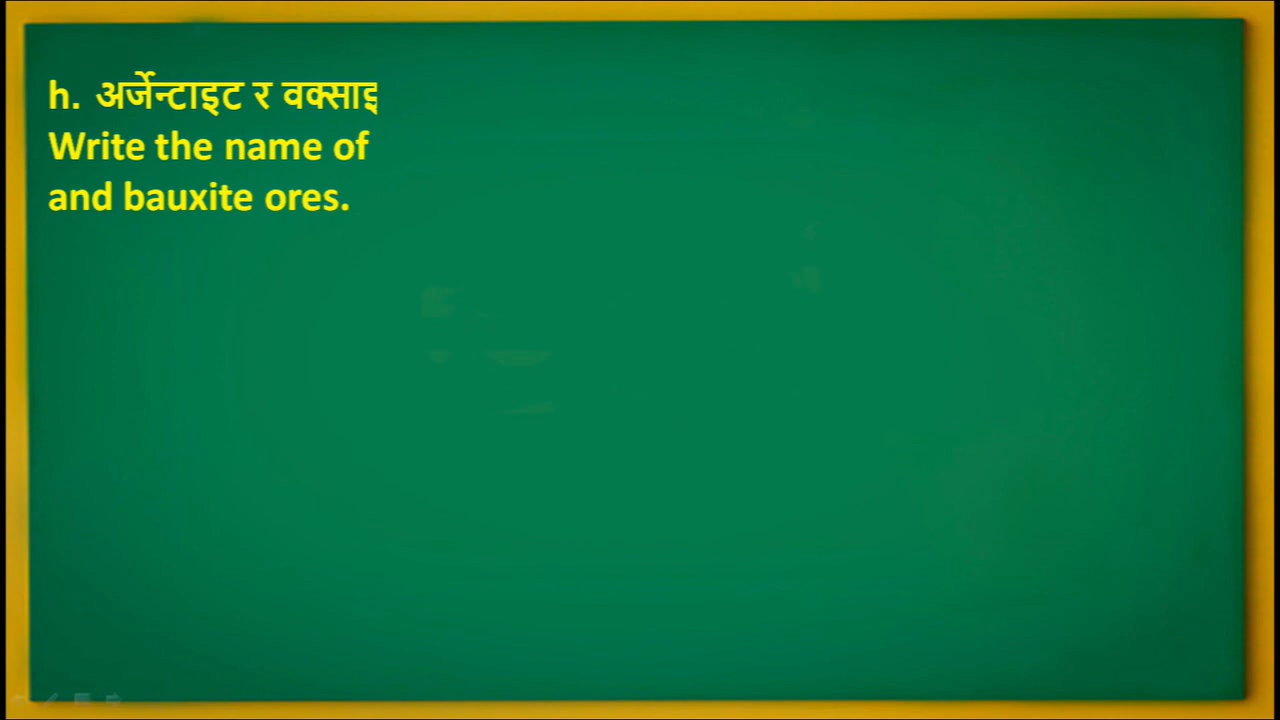 h. अर्जेन्टाइट र वक्साइ
Write the name of
and bauxite ores.